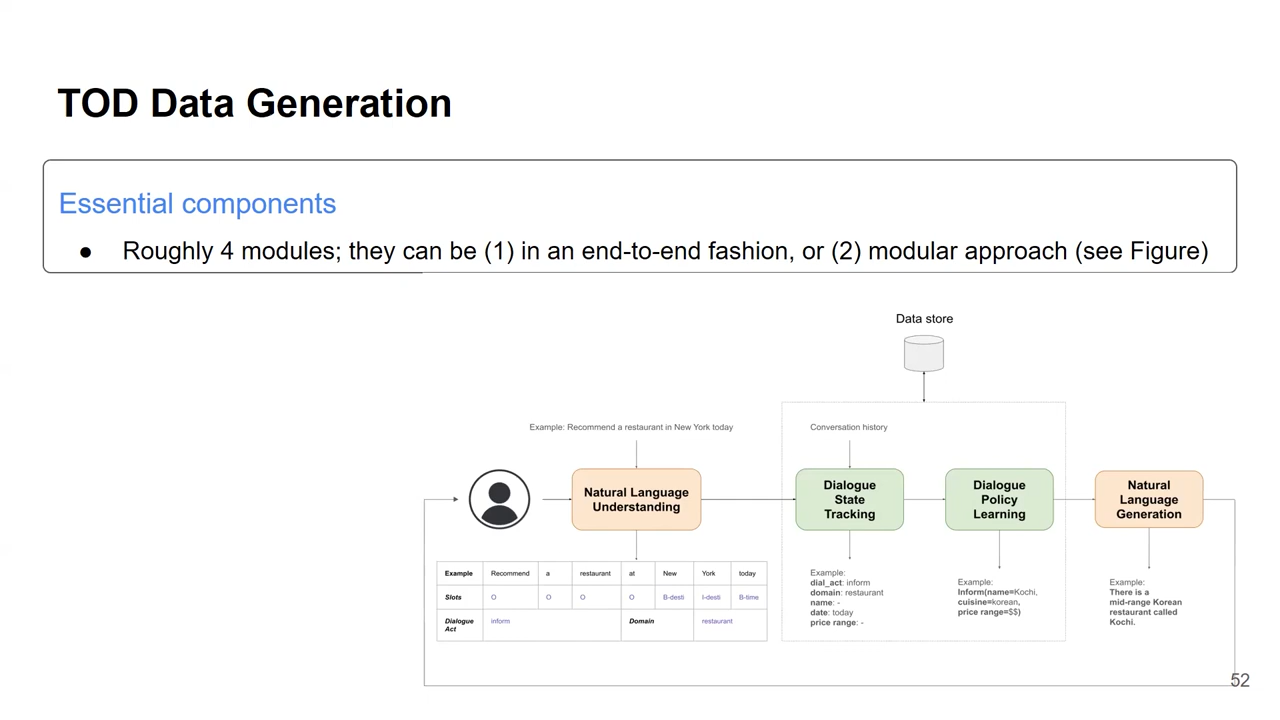 TOD Data Generation
Essential components
● Roughly 4 modules; they can be (1) in an end-to-end fashion, or (2) modular approach (see Figure)
Data store
Example: Recommend a restaurant in New York today
Conversation history
Natural Language
Understanding
Dialogue
State
Tracking
Dialogue
Policy
Learning
Natural
Language
Generation
Example Recommend a restaurant at New York today
Slots O O O O B-desti I-desti B-time
Dialogue
Act
inform Domain restaurant
Example:
dial_act: inform
domain: restaurant
name: -
date: today
price range: -
Example:
Inform(name=Kochi,
cuisine=korean,
price range=$$)
Example:
There is a
mid-range Korean
restaurant called
Kochi.
52